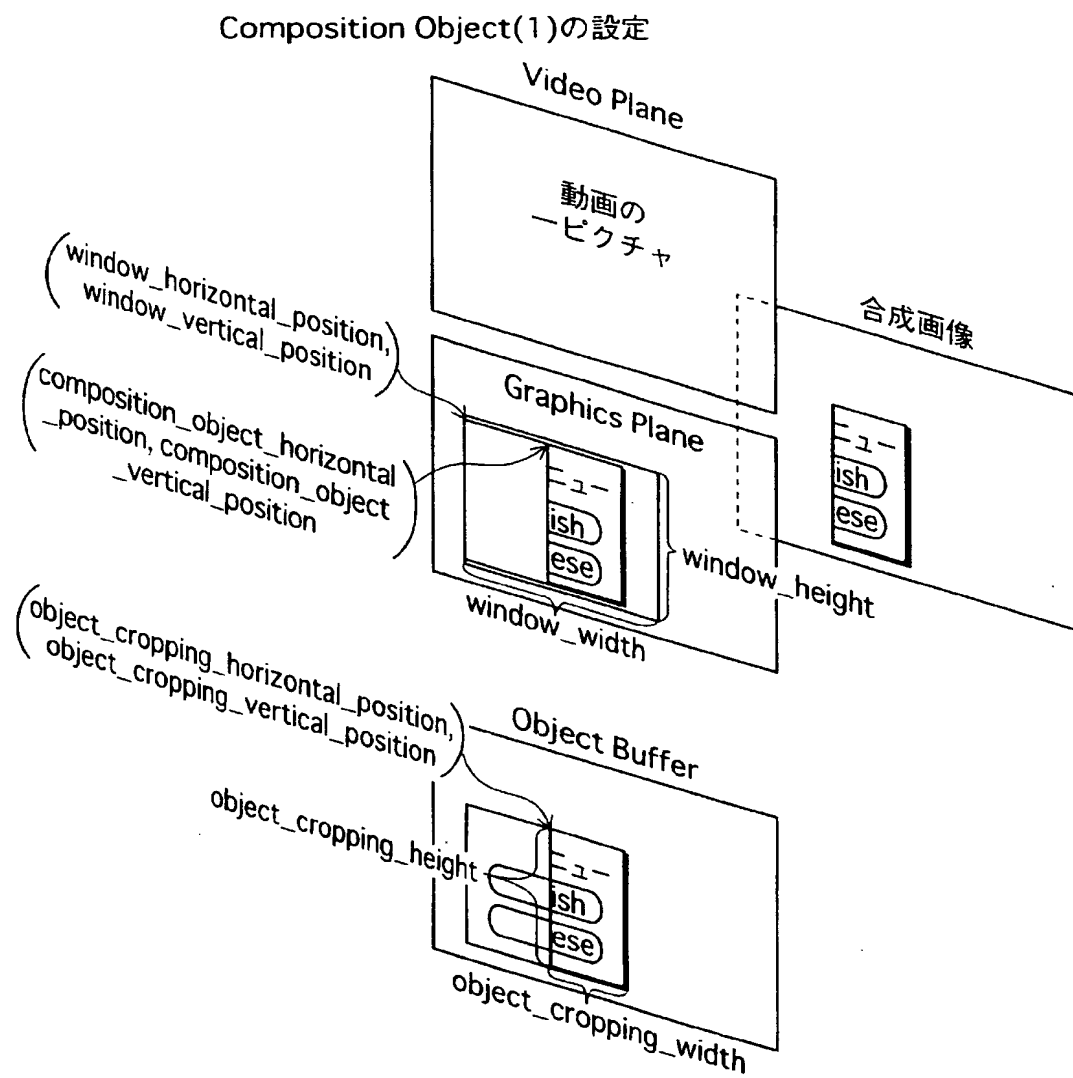 Composition Object(1)の設定
Video Plane
動画の
一ピクチャ
window_horizontal_position,
window_vertical_position
合成画像
composition_object_horizontal
_position, composition_object
_vertical_position
Graphics Plane
ニュー
ish
ese
ニュー
ish
ese
window_height
window_width
object_cropping_horizontal_position,
object_cropping_vertical_position
Object Buffer
object_cropping_height
ニュー
ish
ese
object_cropping_width